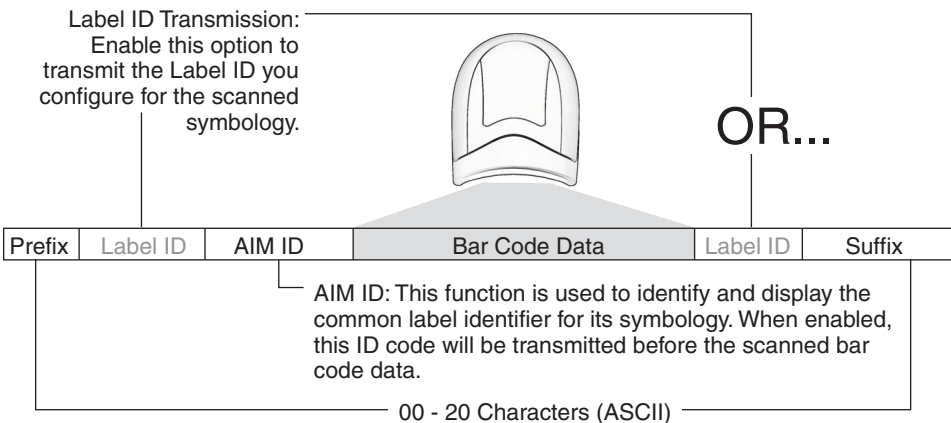 Label ID Transmission:
Enable this option to
transmit the Label ID you
configure for the scanned
symbology.
OR...
Prefix Label ID AIM ID Bar Code Data Label ID Suffix
AIM ID: This function is used to identify and display the
common label identifier for its symbology. When enabled,
this ID code will be transmitted before the scanned bar
code data.
00 - 20 Characters (ASCII)